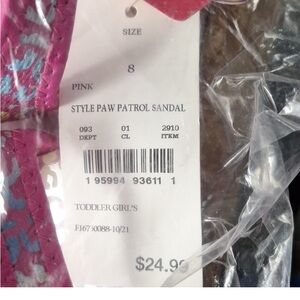 SIZE
8
PINK
STYLE PAW PATROL SANDAL
093 01 2910
DEPT CL ITEM
1 95994 93611 1
TODDLER GIRL'S
F16730088-10/21
$24.99